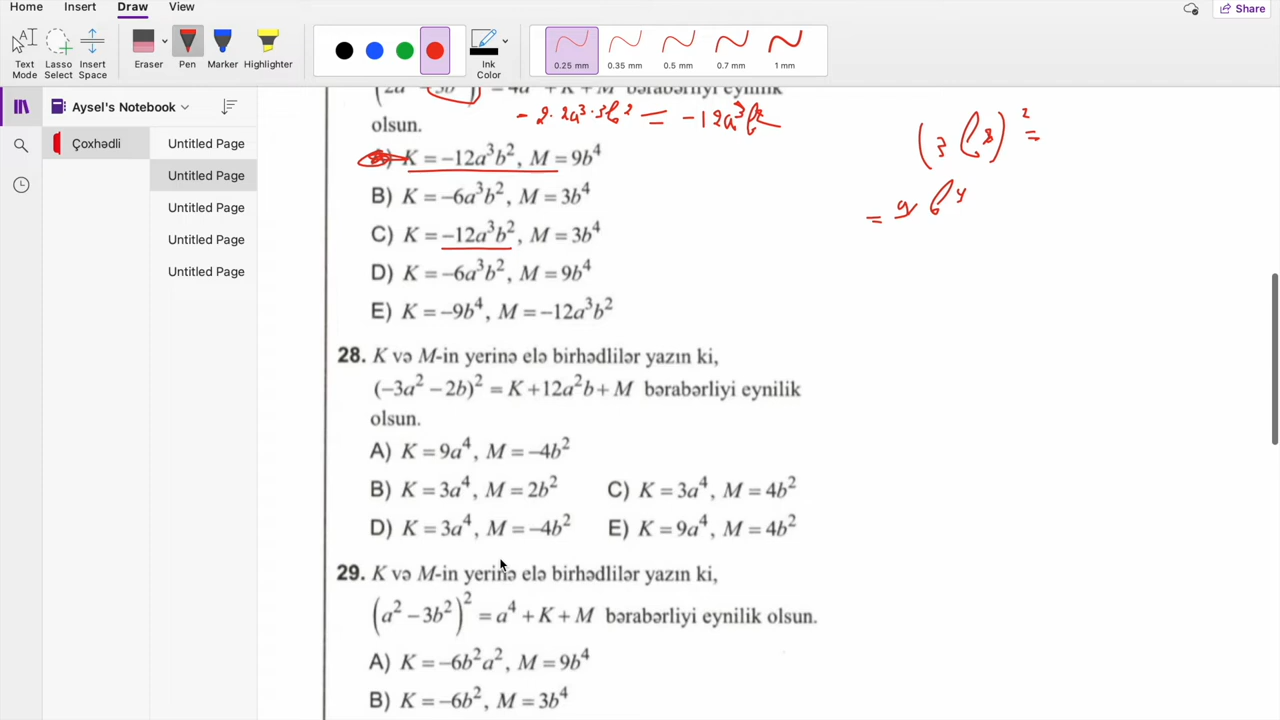 Home Insert Draw View
Share
Text Mode
Lasso Select
Insert Space
Eraser
Pen
Marker
Highlighter
Ink Color
0.25 mm
0.35 mm
0.5 mm
0.7 mm
1 mm
Aysel's Notebook
Çoxhədli
Untitled Page
Untitled Page
Untitled Page
Untitled Page
Untitled Page
bərabərliyi eynilik
- 2 · 2a³ · 3b² = -12a³b²
olsun.
K = –12a³b², M = 9b⁴
B) K = –6a³b², M = 3b⁴
C) K = –12a³b², M = 3b⁴
D) K = –6a³b², M = 9b⁴
E) K = –9b⁴, M = –12a³b²
= 9b⁴
28. K və M-in yerinə elə birhədlilər yazın ki,
(–3a² – 2b)² = K + 12a²b + M bərabərliyi eynilik
olsun.
A) K = 9a⁴, M = –4b²
B) K = 3a⁴, M = 2b² C) K = 3a⁴, M = 4b²
D) K = 3a⁴, M = –4b² E) K = 9a⁴, M = 4b²
29. K və M-in yerinə elə birhədlilər yazın ki,
(a² – 3b²)² = a⁴ + K + M bərabərliyi eynilik olsun.
A) K = –6b²a², M = 9b⁴
B) K = –6b², M = 3b⁴